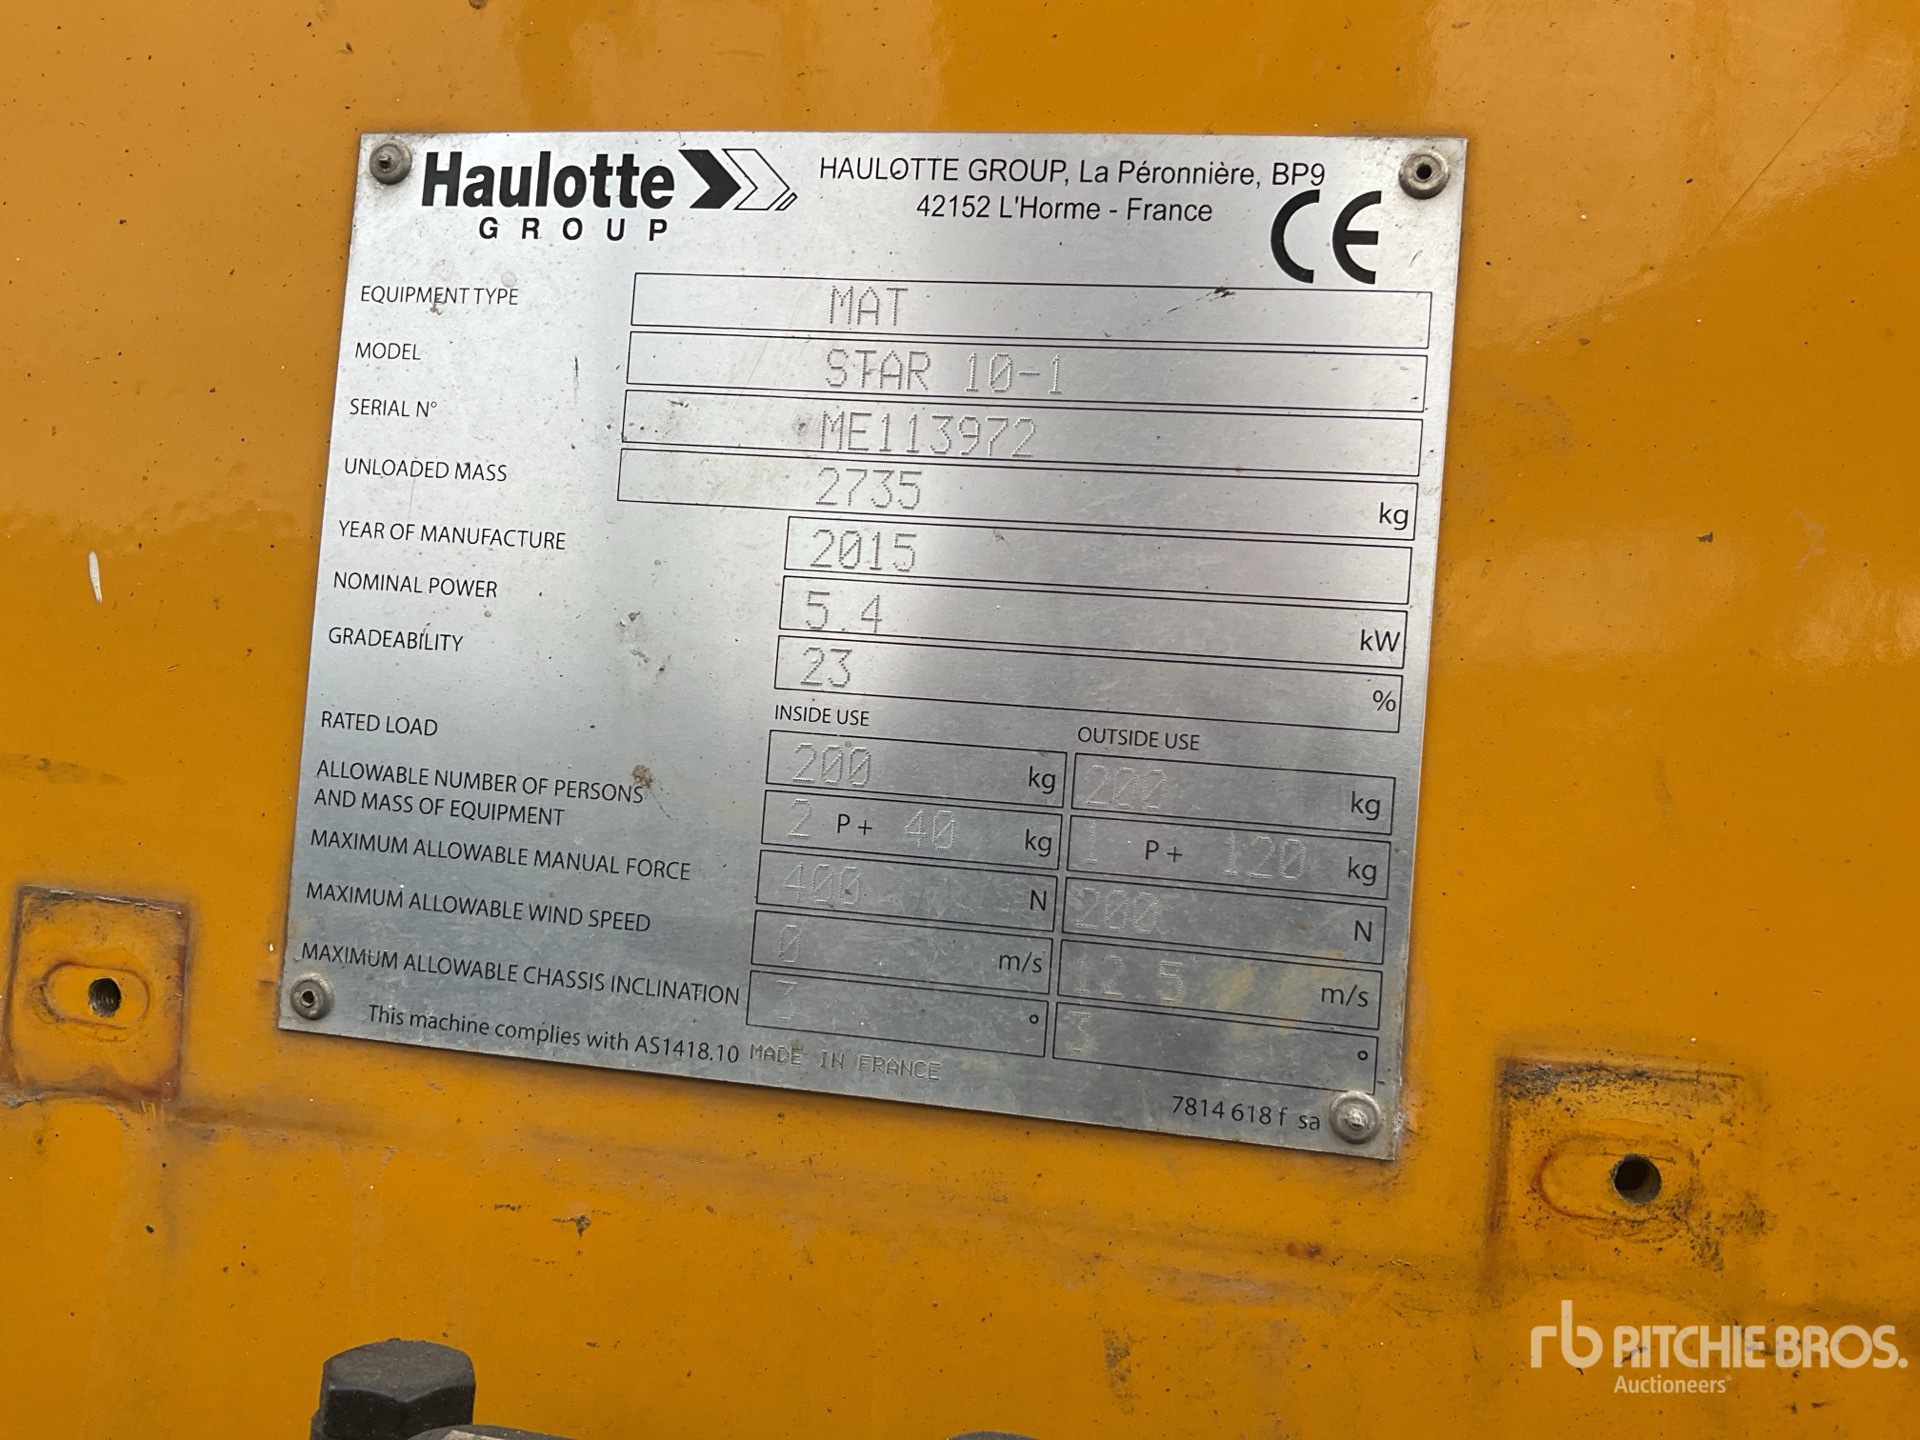 Haulotte
GROUP
HAULOTTE GROUP, La Péronnière, BP9
42152 L'Horme - France
CE
EQUIPMENT TYPE MAT
MODEL STAR 10-1
SERIAL N° ME113972
UNLOADED MASS 2735 kg
YEAR OF MANUFACTURE 2015
NOMINAL POWER 5.4 kW
GRADEABILITY 23 %
INSIDE USE OUTSIDE USE
RATED LOAD 200 kg 200 kg
ALLOWABLE NUMBER OF PERSONS
AND MASS OF EQUIPMENT 2 P + 40 kg 1 P + 120 kg
MAXIMUM ALLOWABLE MANUAL FORCE 400 N 200 N
MAXIMUM ALLOWABLE WIND SPEED 0 m/s 12.5 m/s
MAXIMUM ALLOWABLE CHASSIS INCLINATION 3 ° 3 °
This machine complies with AS1418.10 MADE IN FRANCE
7814 618 f sa
rb RITCHIE BROS.
Auctioneers